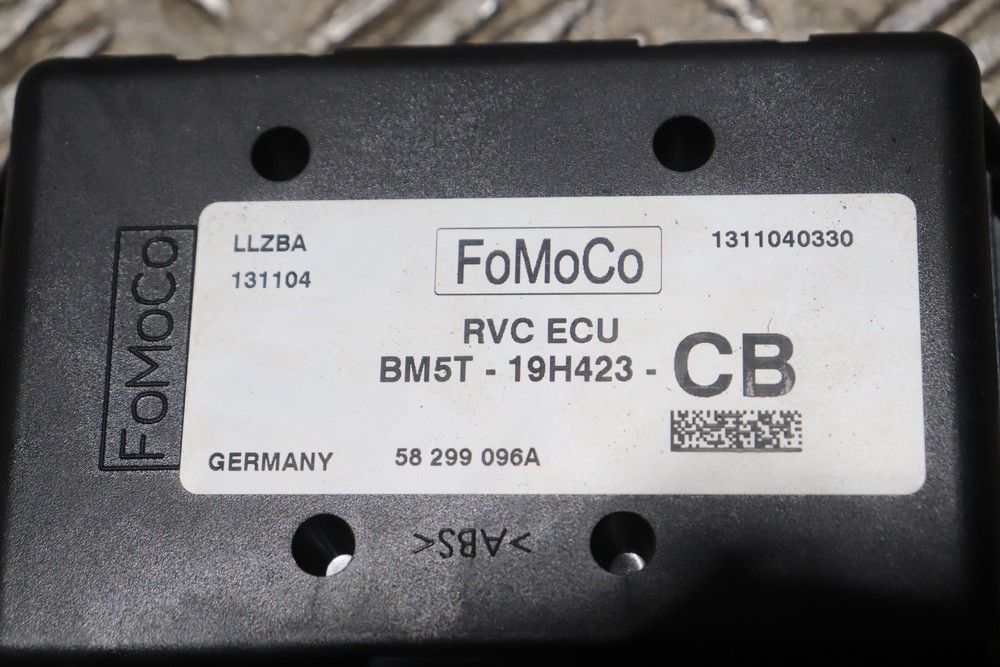 LLZBA
131104
FoMoCo
1311040330
RVC ECU
BM5T - 19H423 - CB
GERMANY
58 299 096A
FoMoCo
>ABS<